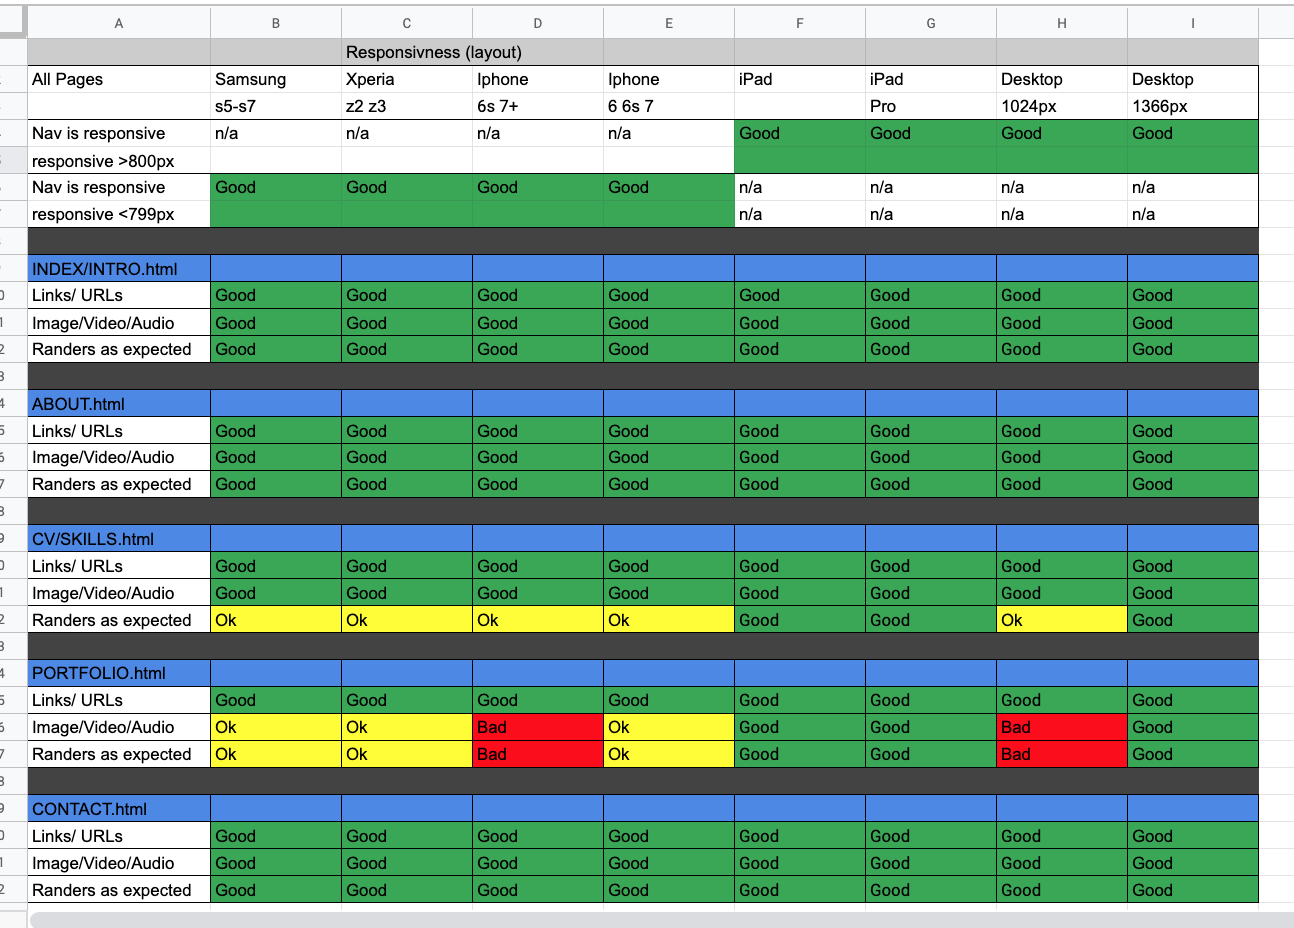 A B C D E F G H I
Responsivness (layout)
All Pages Samsung Xperia Iphone Iphone iPad iPad Desktop Desktop
s5-s7 z2 z3 6s 7+ 6 6s 7 Pro 1024px 1366px
Nav is responsive n/a n/a n/a n/a Good Good Good Good
responsive >800px
Nav is responsive Good Good Good Good n/a n/a n/a n/a
responsive <799px n/a n/a n/a n/a
INDEX/INTRO.html
Links/ URLs Good Good Good Good Good Good Good Good
Image/Video/Audio Good Good Good Good Good Good Good Good
Randers as expected Good Good Good Good Good Good Good Good
ABOUT.html
Links/ URLs Good Good Good Good Good Good Good Good
Image/Video/Audio Good Good Good Good Good Good Good Good
Randers as expected Good Good Good Good Good Good Good Good
CV/SKILLS.html
Links/ URLs Good Good Good Good Good Good Good Good
Image/Video/Audio Good Good Good Good Good Good Good Good
Randers as expected Ok Ok Ok Ok Good Good Ok Good
PORTFOLIO.html
Links/ URLs Good Good Good Good Good Good Good Good
Image/Video/Audio Ok Ok Bad Ok Good Good Bad Good
Randers as expected Ok Ok Bad Ok Good Good Bad Good
CONTACT.html
Links/ URLs Good Good Good Good Good Good Good Good
Image/Video/Audio Good Good Good Good Good Good Good Good
Randers as expected Good Good Good Good Good Good Good Good